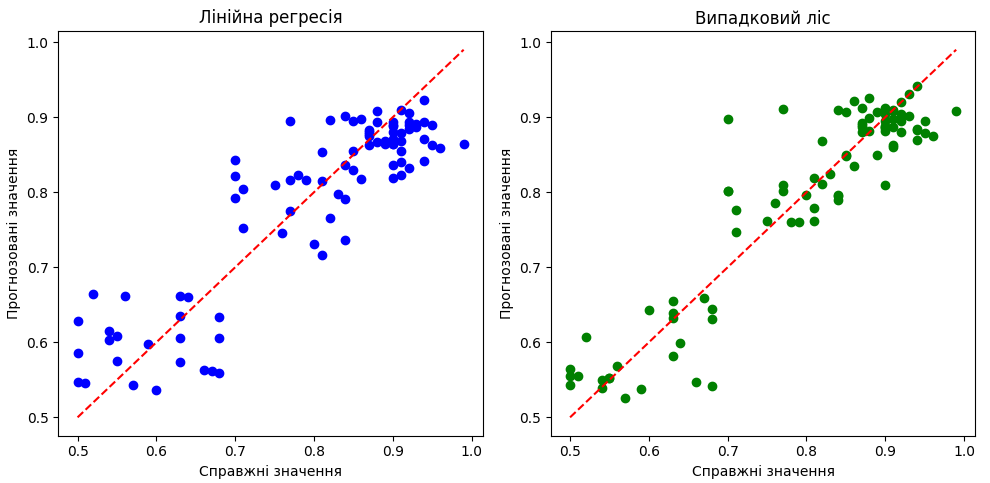 Лінійна регресія
1.0
0.9
0.8
0.7
0.6
0.5
Прогнозовані значення
0.5 0.6 0.7 0.8 0.9 1.0
Справжні значення
Випадковий ліс
1.0
0.9
0.8
0.7
0.6
0.5
Прогнозовані значення
0.5 0.6 0.7 0.8 0.9 1.0
Справжні значення